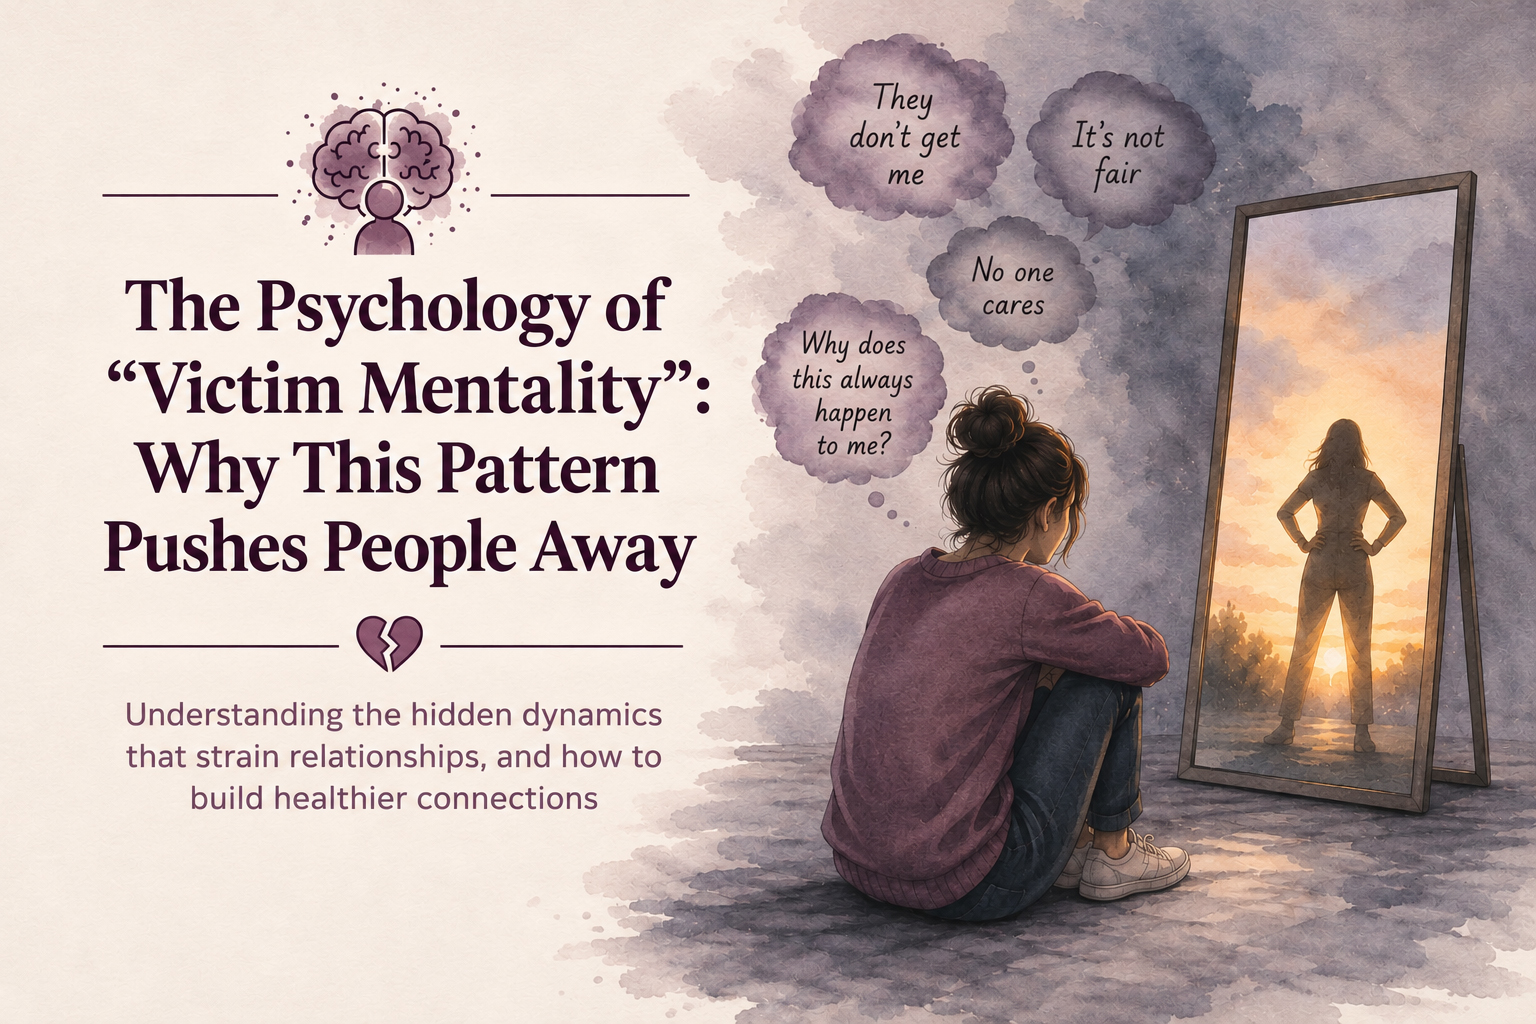 The Psychology of
“Victim Mentality”:
Why This Pattern
Pushes People Away
Understanding the hidden dynamics
that strain relationships, and how to
build healthier connections
They
don't get
me
It's not
fair
No one
cares
Why does
this always
happen
to me?